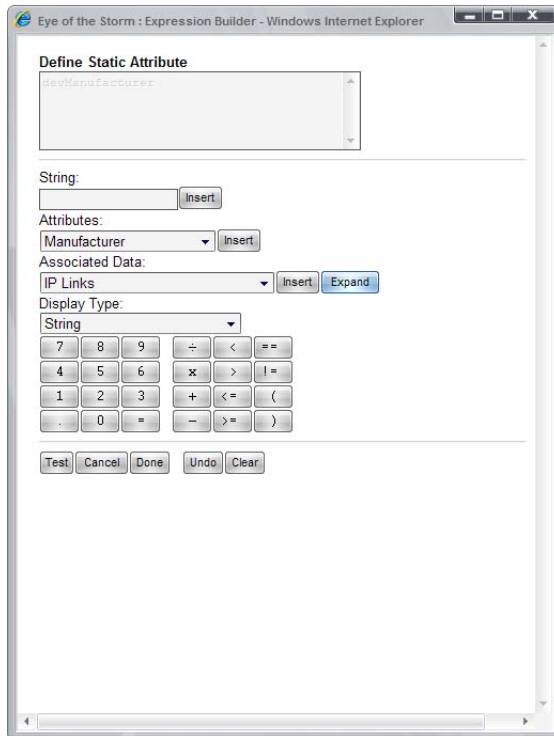 Eye of the Storm : Expression Builder - Windows Internet Explorer
Define Static Attribute
devManufacturer
String:
Insert
Attributes:
Manufacturer Insert
Associated Data:
IP Links Insert Expand
Display Type:
String
7 8 9 ÷ < ==
4 5 6 x > !=
1 2 3 + <= (
. 0 = - >= )
Test Cancel Done Undo Clear